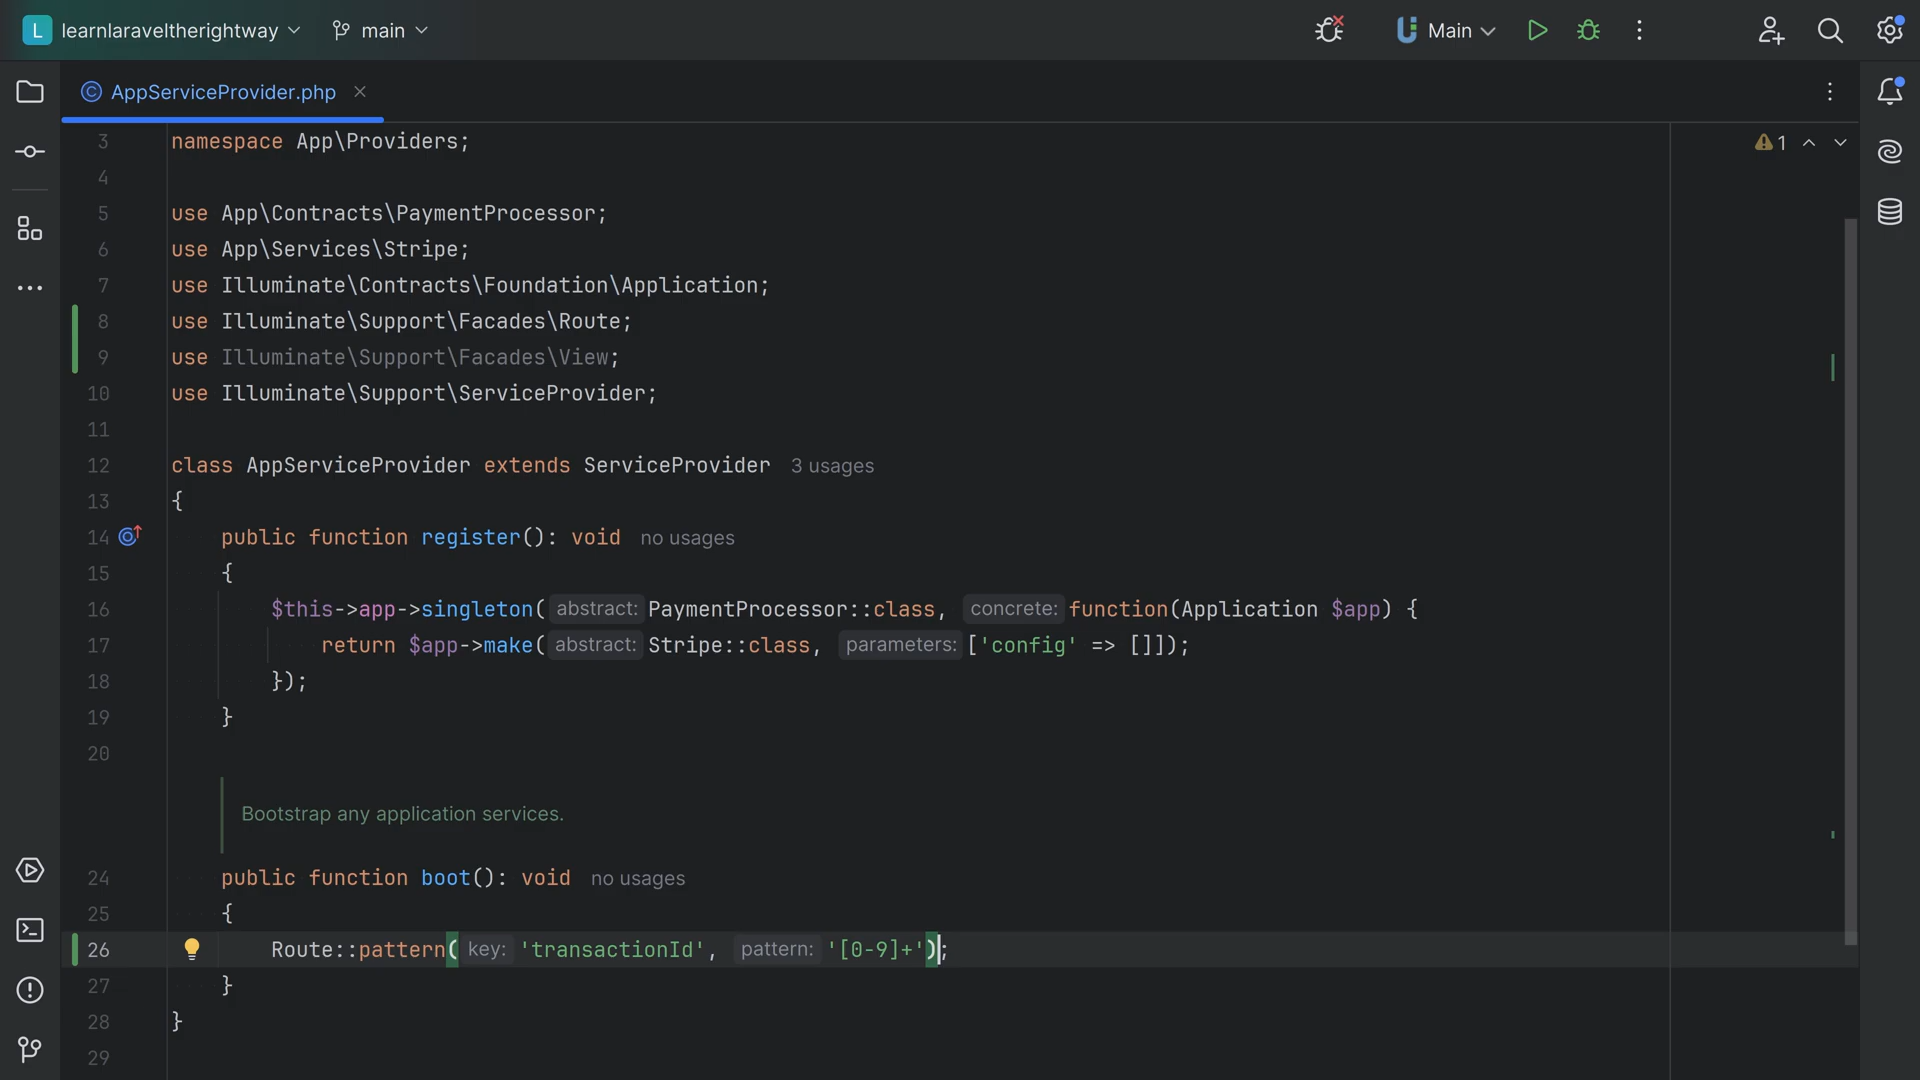 L learnlaraveltherightway main Main
AppServiceProvider.php
3 namespace App\Providers; 1
4
5 use App\Contracts\PaymentProcessor;
6 use App\Services\Stripe;
7 use Illuminate\Contracts\Foundation\Application;
8 use Illuminate\Support\Facades\Route;
9 use Illuminate\Support\Facades\View;
10 use Illuminate\Support\ServiceProvider;
11
12 class AppServiceProvider extends ServiceProvider 3 usages
13 {
14 public function register(): void no usages
15 {
16 $this->app->singleton( abstract: PaymentProcessor::class, concrete: function(Application $app) {
17 return $app->make( abstract: Stripe::class, parameters: ['config' => []]);
18 });
19 }
20
Bootstrap any application services.
24 public function boot(): void no usages
25 {
26 Route::pattern( key: 'transactionId', pattern: '[0-9]+');
27 }
28 }
29